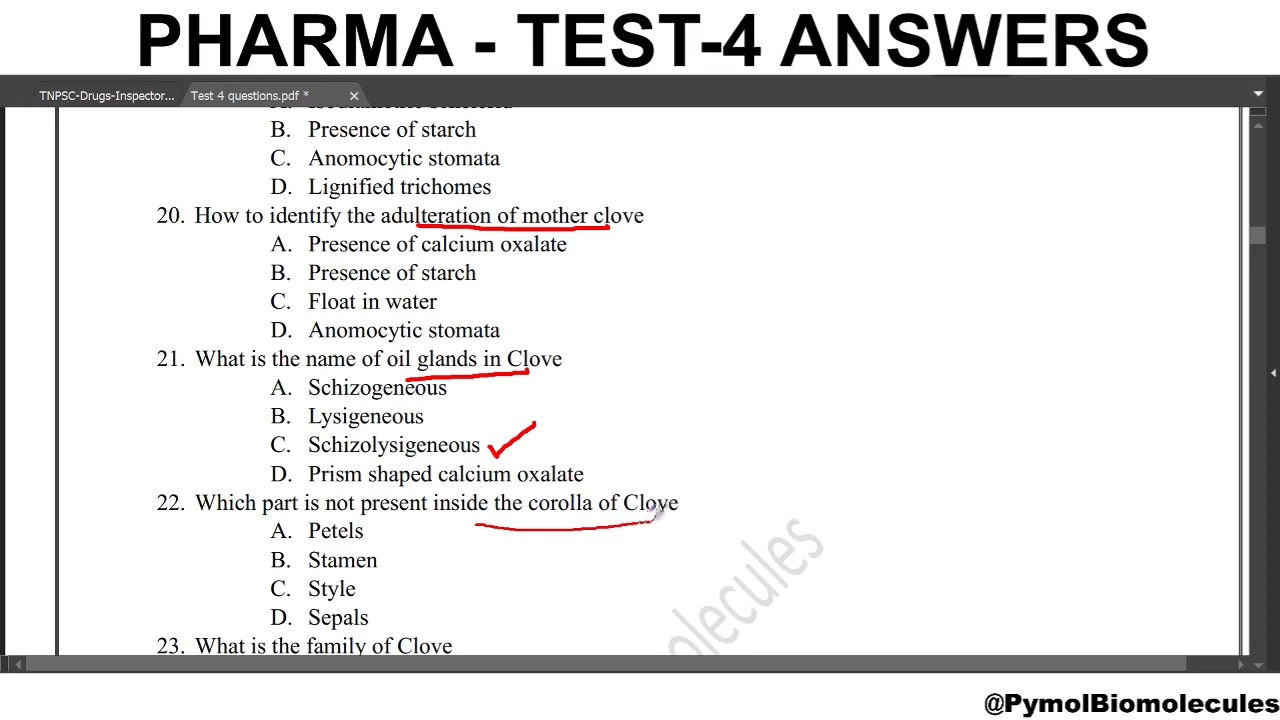 PHARMA - TEST-4 ANSWERS
TNPSC-Drugs-Inspector... Test 4 questions.pdf *
B. Presence of starch
C. Anomocytic stomata
D. Lignified trichomes
20. How to identify the adulteration of mother clove
A. Presence of calcium oxalate
B. Presence of starch
C. Float in water
D. Anomocytic stomata
21. What is the name of oil glands in Clove
A. Schizogeneous
B. Lysigeneous
C. Schizolysigeneous
D. Prism shaped calcium oxalate
22. Which part is not present inside the corolla of Clove
A. Petels
B. Stamen
C. Style
D. Sepals
23. What is the family of Clove
olecules
@PymolBiomolecules